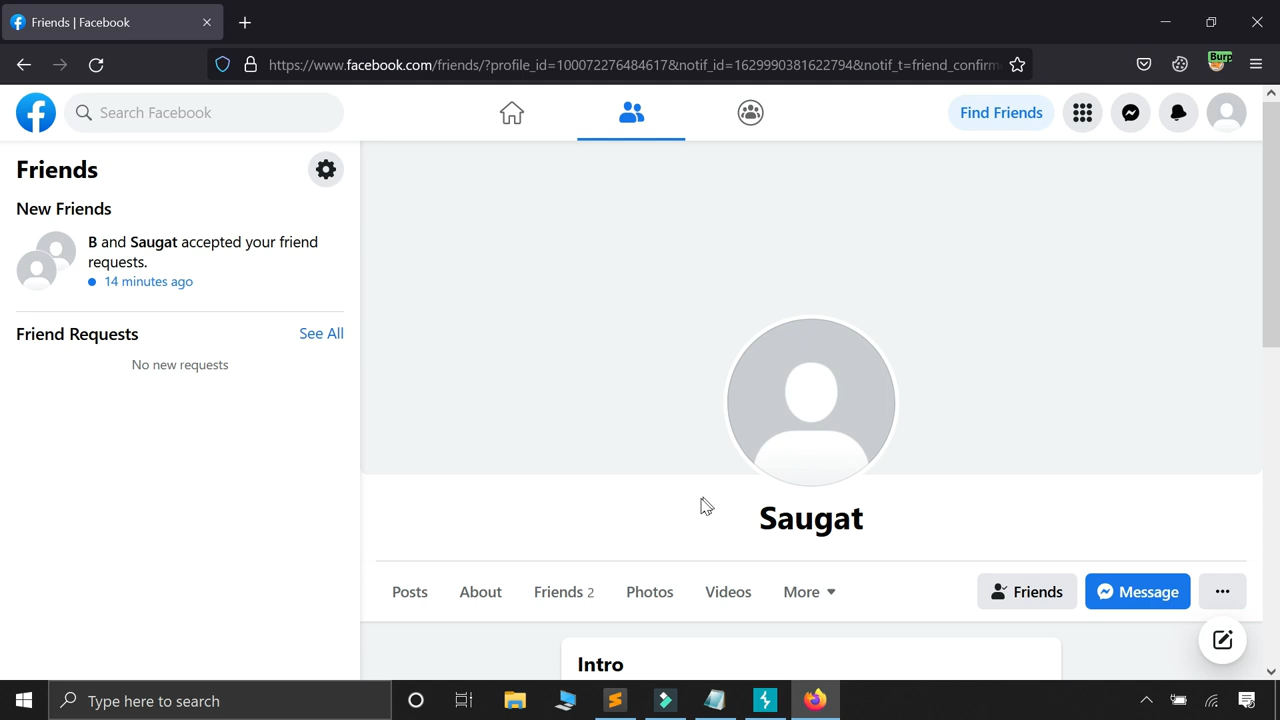 Friends | Facebook
https://www.facebook.com/friends/?profile_id=100072276484617&notif_id=1629990381622794&notif_t=friend_confirm
Burp
Search Facebook
Find Friends
Friends
New Friends
B and Saugat accepted your friend
requests.
14 minutes ago
Friend Requests
See All
No new requests
Saugat
Posts
About
Friends 2
Photos
Videos
More
Friends
Message
Intro
Type here to search